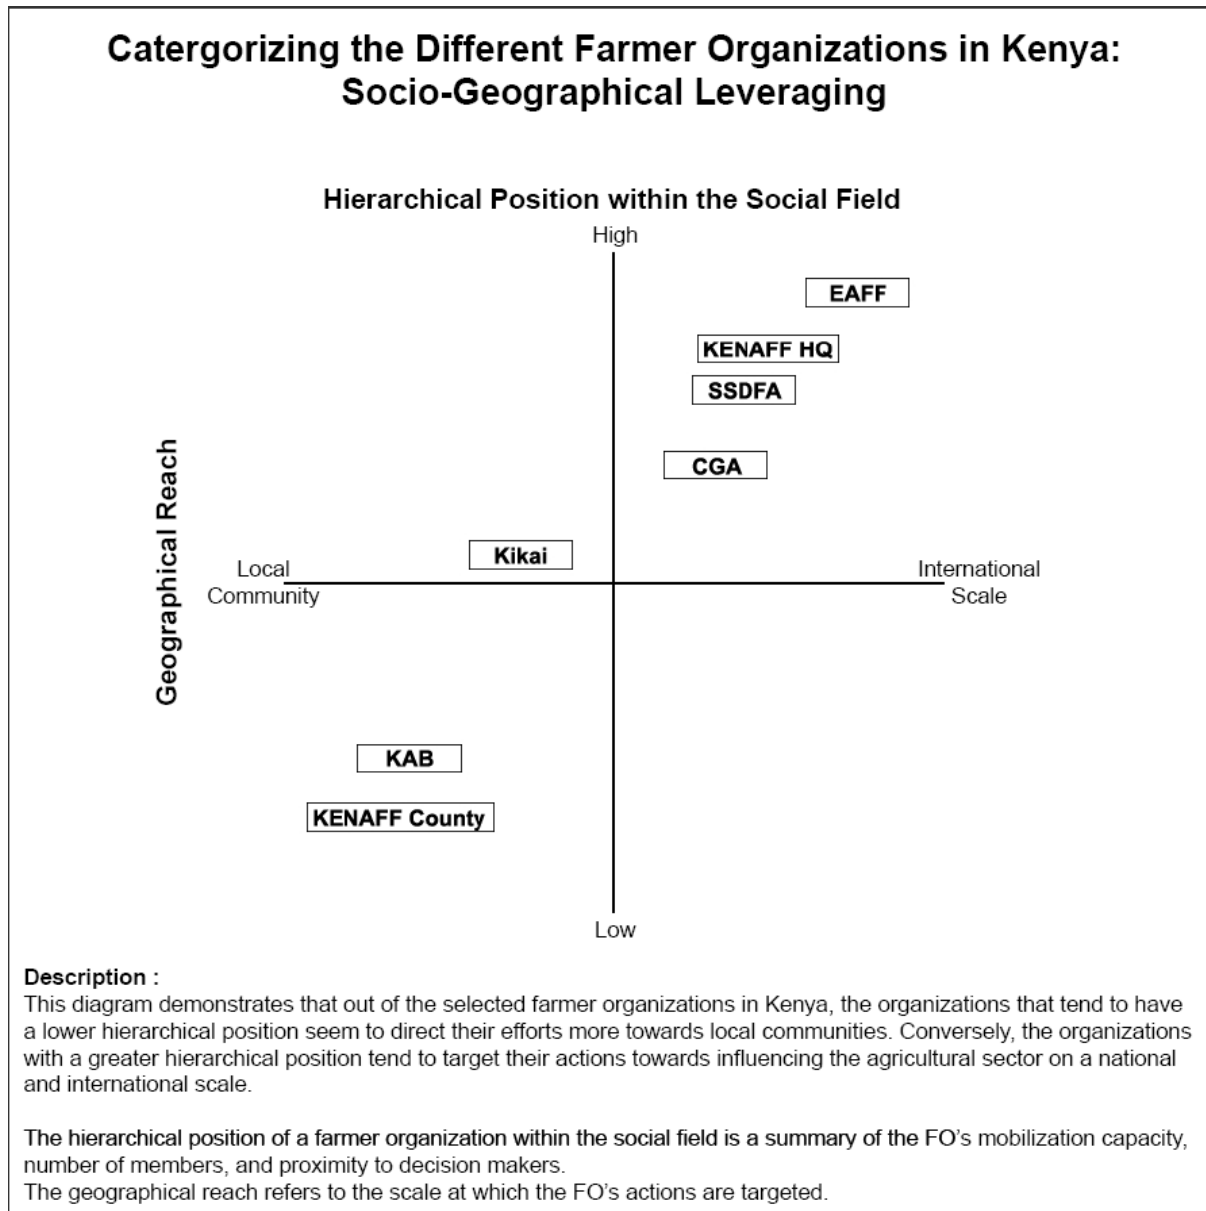 Catergorizing the Different Farmer Organizations in Kenya:
Socio-Geographical Leveraging
Hierarchical Position within the Social Field
High
EAFF
KENAFF HQ
SSDFA
CGA
Geographical Reach
Kikai
Local
Community
International
Scale
KAB
KENAFF County
Low
Description :
This diagram demonstrates that out of the selected farmer organizations in Kenya, the organizations that tend to have
a lower hierarchical position seem to direct their efforts more towards local communities. Conversely, the organizations
with a greater hierarchical position tend to target their actions towards influencing the agricultural sector on a national
and international scale.
The hierarchical position of a farmer organization within the social field is a summary of the FO's mobilization capacity,
number of members, and proximity to decision makers.
The geographical reach refers to the scale at which the FO's actions are targeted.